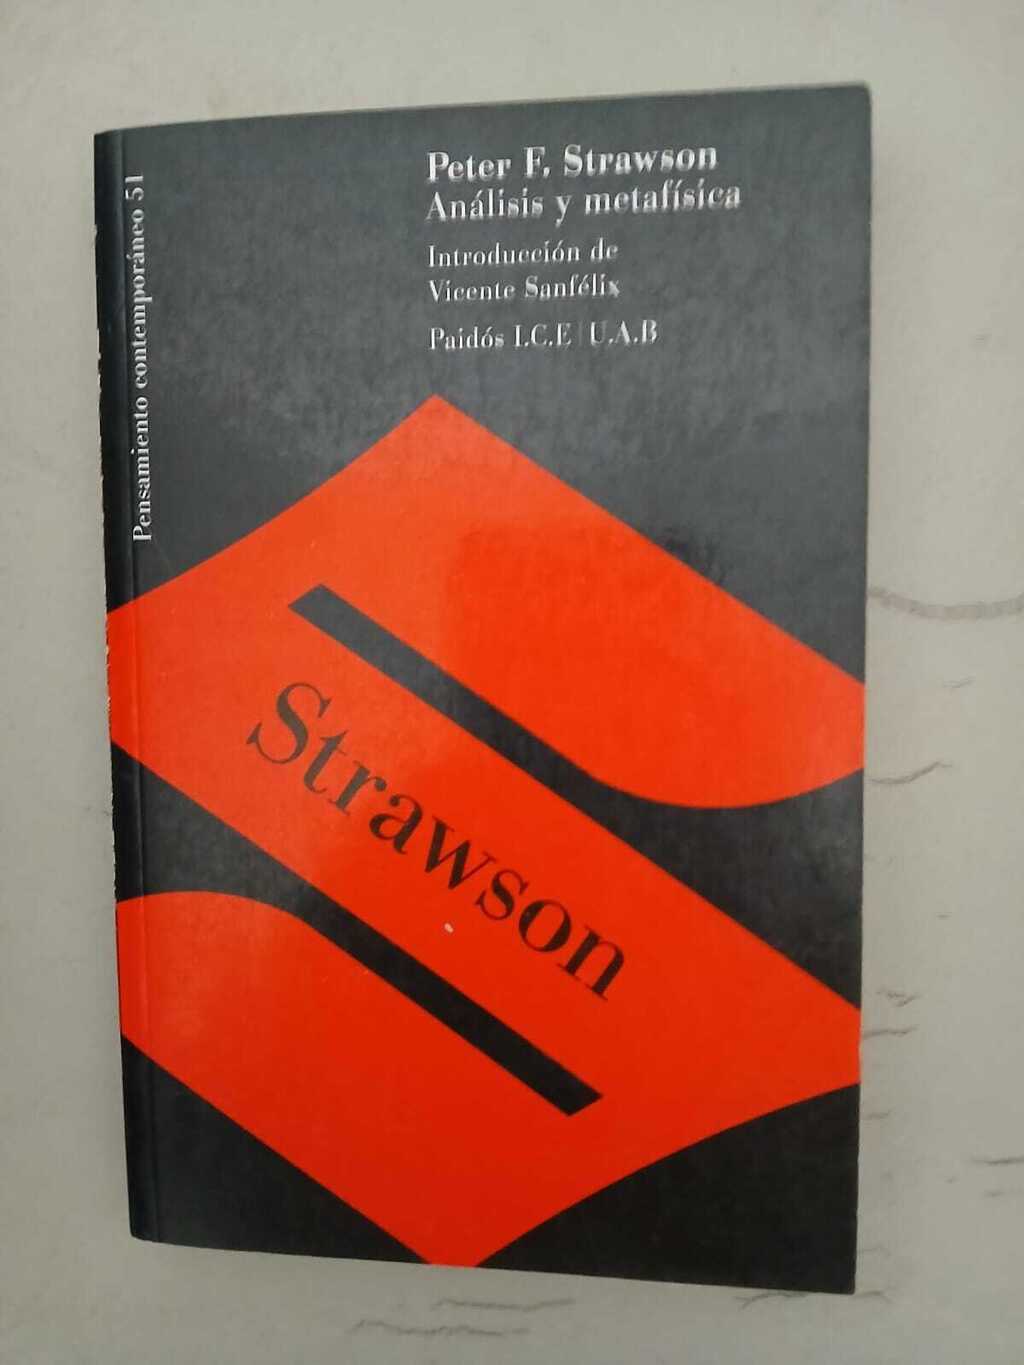 Peter F. Strawson
Análisis y metafísica
Introducción de
Vicente Sanfélix
Paidós I.C.E | U.A.B
Pensamiento contemporáneo 51
Strawson